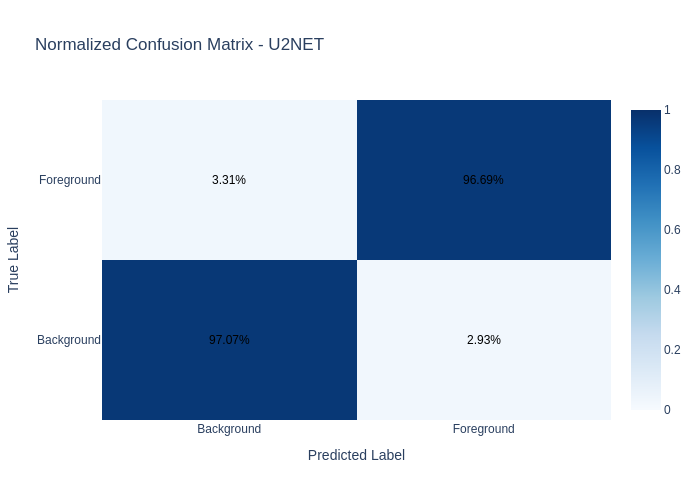 Normalized Confusion Matrix - U2NET
True Label
Foreground
3.31%
96.69%
Background
97.07%
2.93%
Background
Foreground
Predicted Label
1
0.8
0.6
0.4
0.2
0